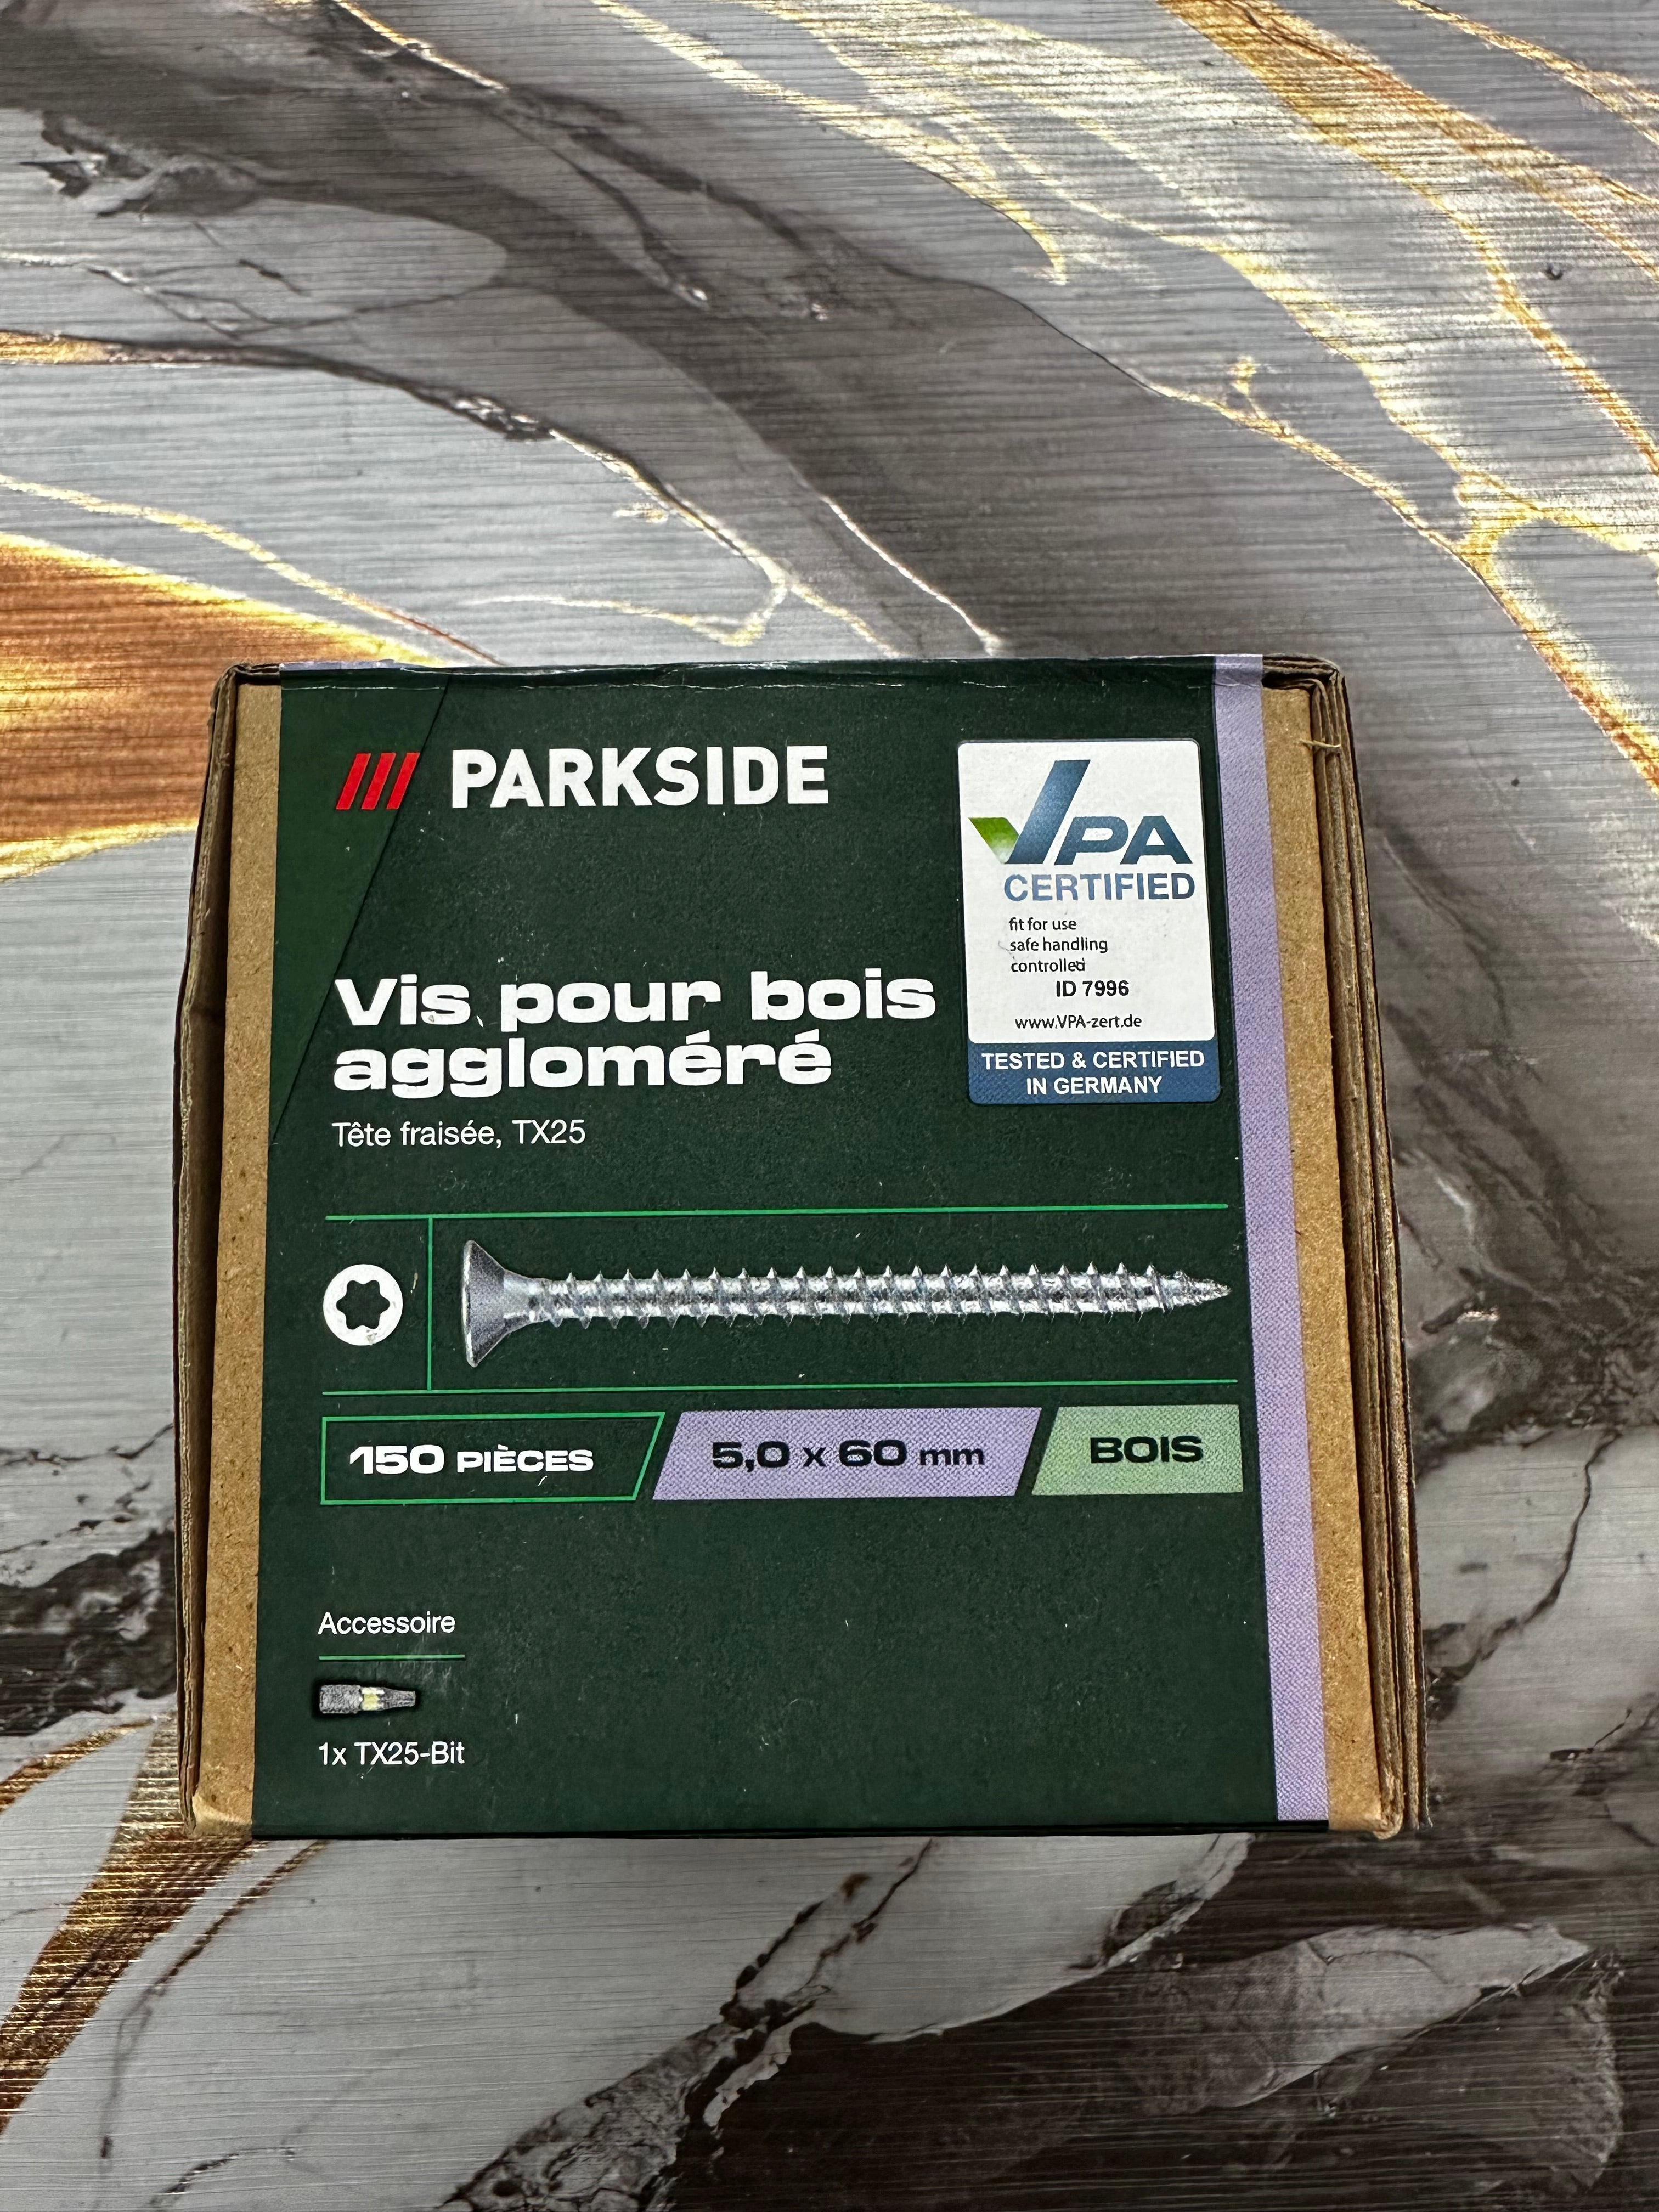 PARKSIDE
VPA
CERTIFIED
fit for use
safe handling
controlled
ID 7996
www.VPA-zert.de
TESTED & CERTIFIED
IN GERMANY
Vis pour bois
aggloméré
Tête fraisée, TX25
150 PIÈCES
5,0 x 60 mm
BOIS
Accessoire
1x TX25-Bit